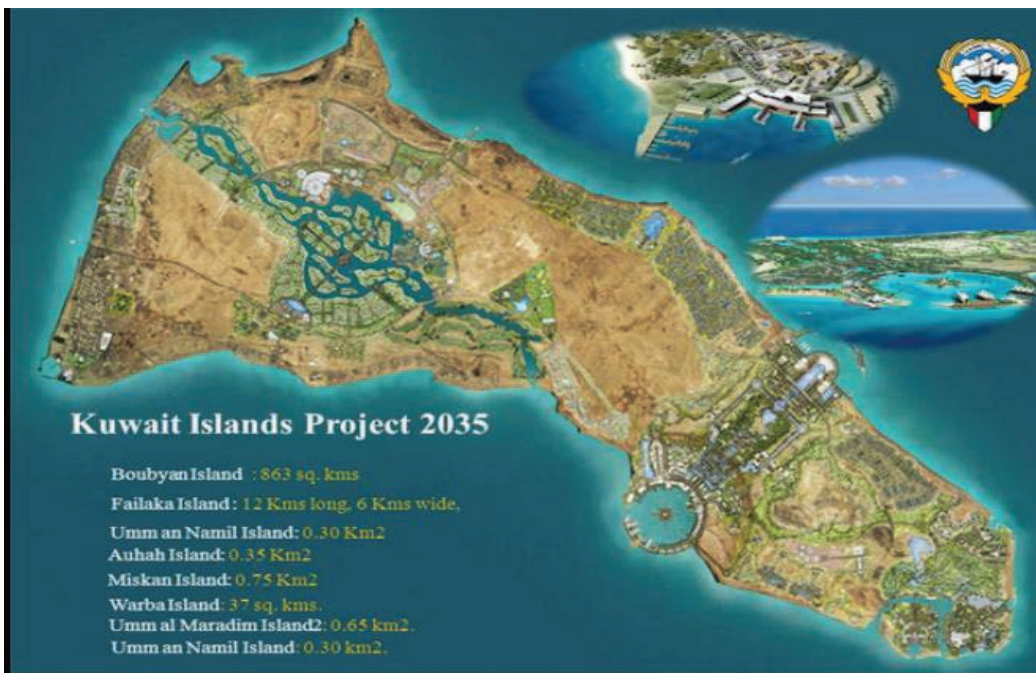 Kuwait Islands Project 2035
Boubyan Island : 863 sq. kms
Failaka Island: 12 Kms long, 6 Kms wide,
Umm an Namil Island: 0.30 Km2
Auhah Island: 0.35 Km2
Miskan Island: 0.75 Km2
Warba Island: 37 sq. kms.
Umm al Maradim Island2: 0.65 km2.
Umm an Namil Island: 0.30 km2.